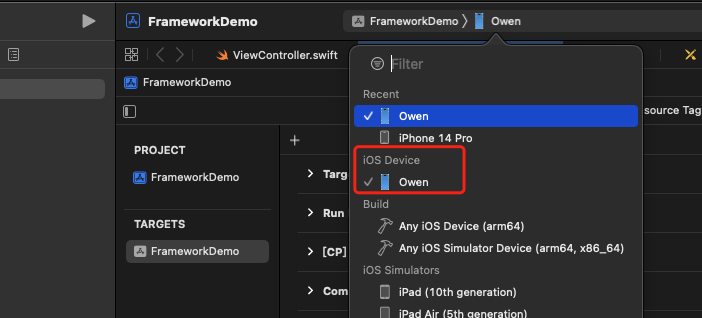 FrameworkDemo
FrameworkDemo 〉 Owen
ViewController.swift
Filter
FrameworkDemo
Recent
Owen
iPhone 14 Pro
source Tag
PROJECT
FrameworkDemo
iOS Device
Owen
Targe
Run
Build
TARGETS
Any iOS Device (arm64)
FrameworkDemo
Any iOS Simulator Device (arm64, x86_64)
[CP]
iOS Simulators
Com
iPad (10th generation)
iPad Air (5th generation)